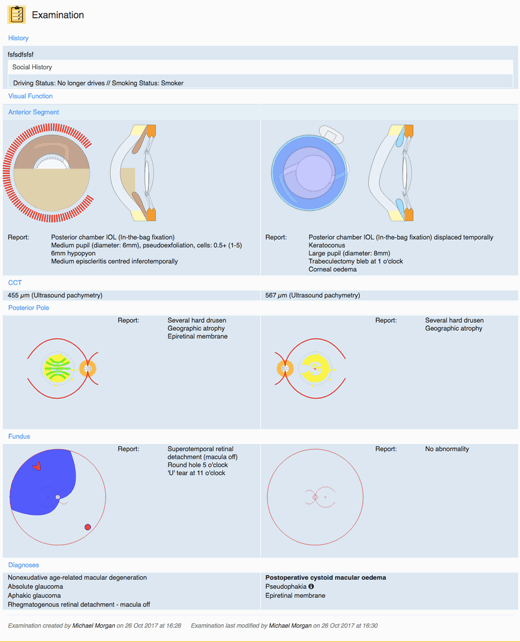 Examination
History
fsfsdfsfsf
Social History
Driving Status: No longer drives // Smoking Status: Smoker
Visual Function
Anterior Segment
Report: Posterior chamber IOL (In-the-bag fixation)
Medium pupil (diameter: 6mm), pseudoexfoliation, cells: 0.5+ (1-5)
6mm hypopyon
Medium episcleritis centred inferotemporally
Report: Posterior chamber IOL (In-the-bag fixation) displaced temporally
Keratoconus
Large pupil (diameter: 8mm)
Trabeculectomy bleb at 1 o'clock
Corneal oedema
CCT
455 µm (Ultrasound pachymetry) 567 µm (Ultrasound pachymetry)
Posterior Pole
Report: Several hard drusen
Geographic atrophy
Epiretinal membrane
Report: Several hard drusen
Geographic atrophy
Fundus
Report: Superotemporal retinal
detachment (macula off)
Round hole 5 o'clock
'U' tear at 11 o'clock
Report: No abnormality
Diagnoses
Nonexudative age-related macular degeneration
Absolute glaucoma
Aphakic glaucoma
Rhegmatogenous retinal detachment - macula off
Postoperative cystoid macular oedema
Pseudophakia
Epiretinal membrane
Examination created by Michael Morgan on 26 Oct 2017 at 16:28 Examination last modified by Michael Morgan on 26 Oct 2017 at 16:30